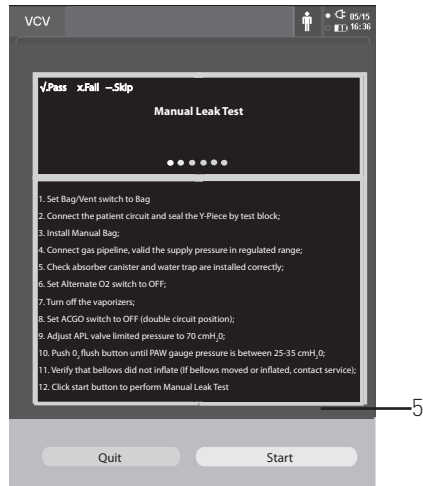 VCV
05/15
16:36
√.Pass x.Fail –.Skip
Manual Leak Test
1. Set Bag/Vent switch to Bag
2. Connect the patient circuit and seal the Y-Piece by test block;
3. Install Manual Bag;
4. Connect gas pipeline, valid the supply pressure in regulated range;
5. Check absorber canister and water trap are installed correctly;
6. Set Alternate O2 switch to OFF;
7. Turn off the vaporizers;
8. Set ACGO switch to OFF (double circuit position);
9. Adjust APL valve limited pressure to 70 cmH₂0;
10. Push 0₂ flush button until PAW gauge pressure is between 25-35 cmH₂0;
11. Verify that bellows did not inflate (If bellows moved or inflated, contact service);
12. Click start button to perform Manual Leak Test
5
Quit Start